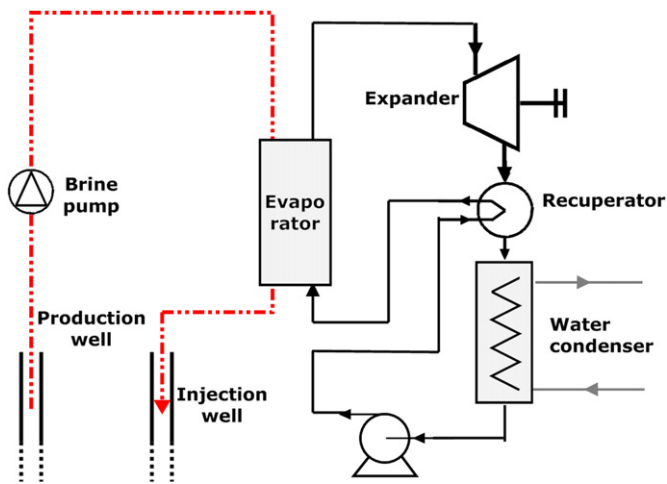 Expander
Brine
pump
Evapo
rator
Recuperator
Production
well
Water
condenser
Injection
well